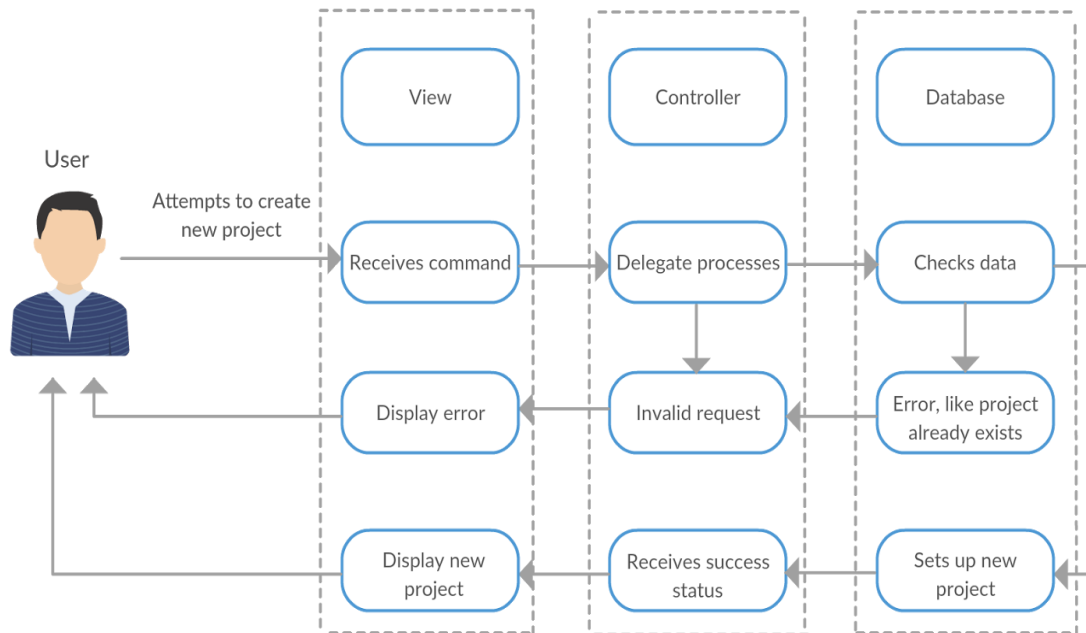 View
Controller
Database
User
Attempts to create
new project
Receives command
Delegate processes
Checks data
Display error
Invalid request
Error, like project
already exists
Display new
project
Receives success
status
Sets up new
project